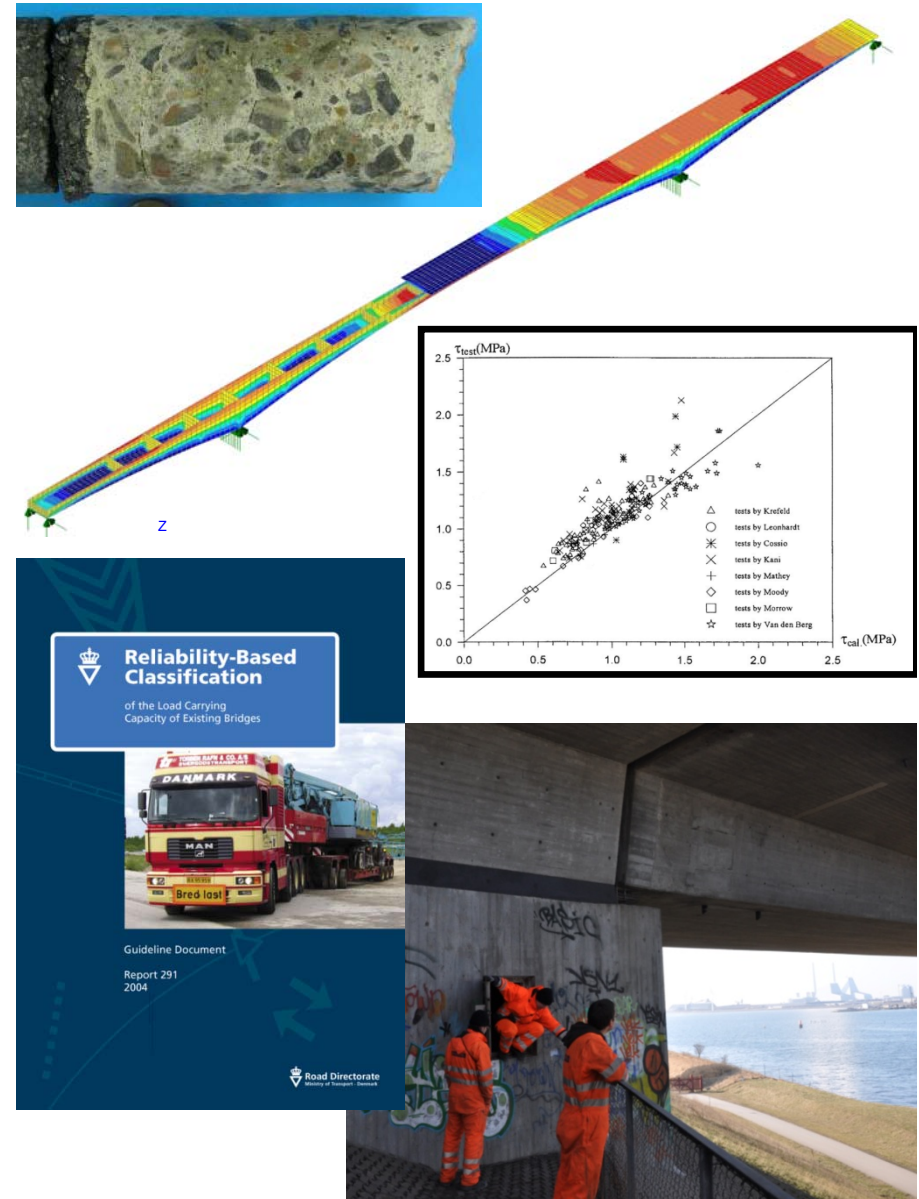 Z
τtest(MPa)
2.5
2.0
1.5
1.0
0.5
0.0
0.0
0.5
1.0
1.5
2.0
2.5
τcal.(MPa)
tests by Krefeld
tests by Leonhardt
tests by Cossio
tests by Kani
tests by Mathey
tests by Moody
tests by Morrow
tests by Van den Berg
Reliability-Based
Classification
of the Load Carrying
Capacity of Existing Bridges
DANMARK
MAN
Bred last
Guideline Document
Report 291
2004
Road Directorate
Ministry of Transport - Denmark
BASIC